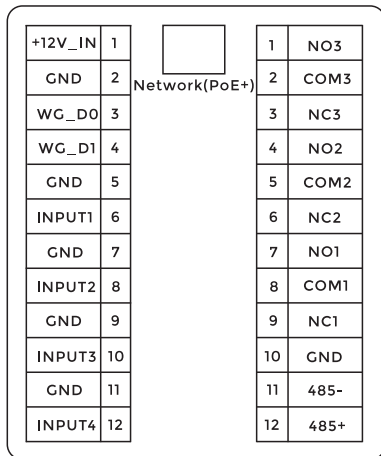 +12V_IN 1
GND 2
WG_D0 3
WG_D1 4
GND 5
INPUT1 6
GND 7
INPUT2 8
GND 9
INPUT3 10
GND 11
INPUT4 12
Network(PoE+)
1 NO3
2 COM3
3 NC3
4 NO2
5 COM2
6 NC2
7 NO1
8 COM1
9 NC1
10 GND
11 485-
12 485+